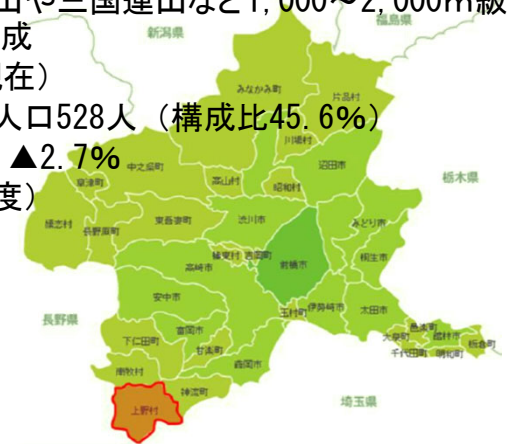 山や三国連山など1,000～2,000m級
新潟県
福島県
成
現在）
人口528人（構成比45.6%）
▲2.7%
度）
みなかみ町
片品村
川場村
沼田市
栃木県
中之条町
草津町
高山村
昭和村
嬬恋村
長野原町
東吾妻町
渋川市
みどり市
榛東村
吉岡町
前橋市
桐生市
高崎市
安中市
玉村町
伊勢崎市
太田市
長野県
富岡市
邑楽町
大泉町
館林市
板倉町
下仁田町
甘楽町
千代田町
明和町
藤岡市
南牧村
神流町
上野村
埼玉県